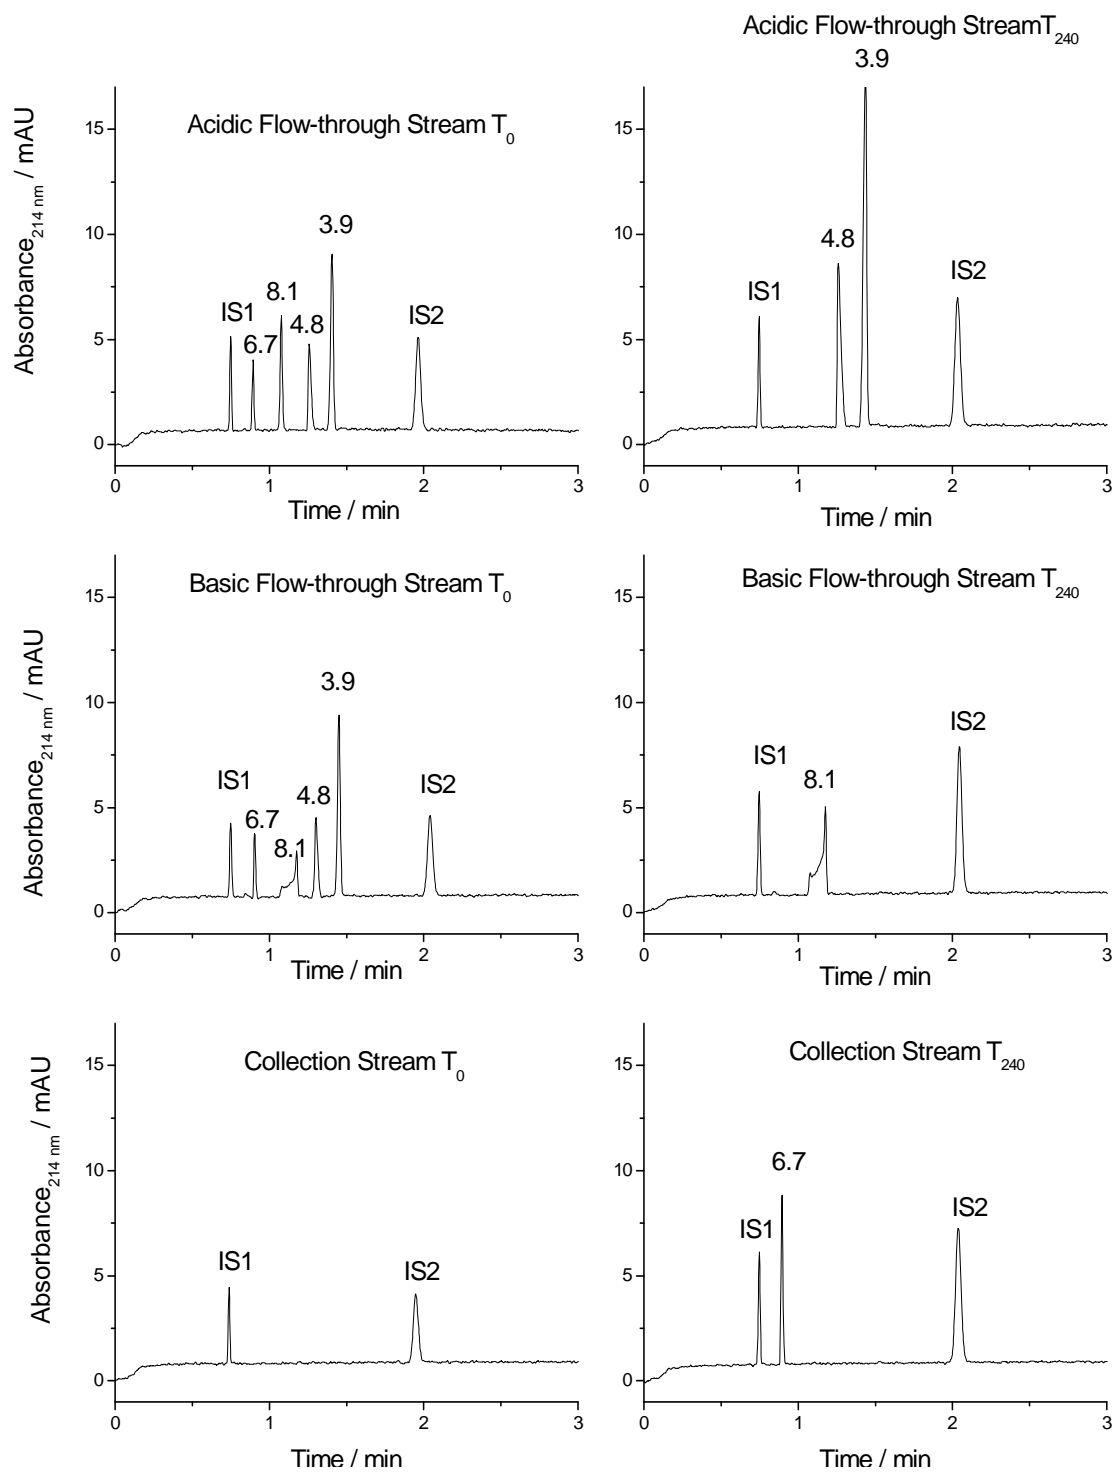 Acidic Flow-through Stream T0
Absorbance214 nm / mAU
15
10
5
0
IS1
6.7
8.1
4.8
3.9
IS2
0
1
2
3
Time / min
Acidic Flow-through StreamT240
3.9
15
10
5
0
IS1
4.8
IS2
0
1
2
3
Time / min
Basic Flow-through Stream T0
Absorbance214 nm / mAU
15
10
5
0
IS1
6.7
8.1
4.8
3.9
IS2
0
1
2
3
Time / min
Basic Flow-through Stream T240
15
10
5
0
IS1
8.1
IS2
0
1
2
3
Time / min
Collection Stream T0
Absorbance214 nm / mAU
15
10
5
0
IS1
IS2
0
1
2
3
Time / min
Collection Stream T240
15
10
5
0
IS1
6.7
IS2
0
1
2
3
Time / min